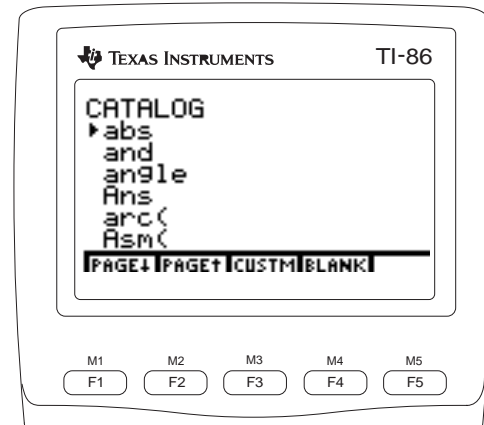 TEXAS INSTRUMENTS TI-86
CATALOG
abs
and
angle
Ans
arc(
Asm(
PAGE↓ PAGE↑ CUSTM BLANK
M1 M2 M3 M4 M5
F1 F2 F3 F4 F5